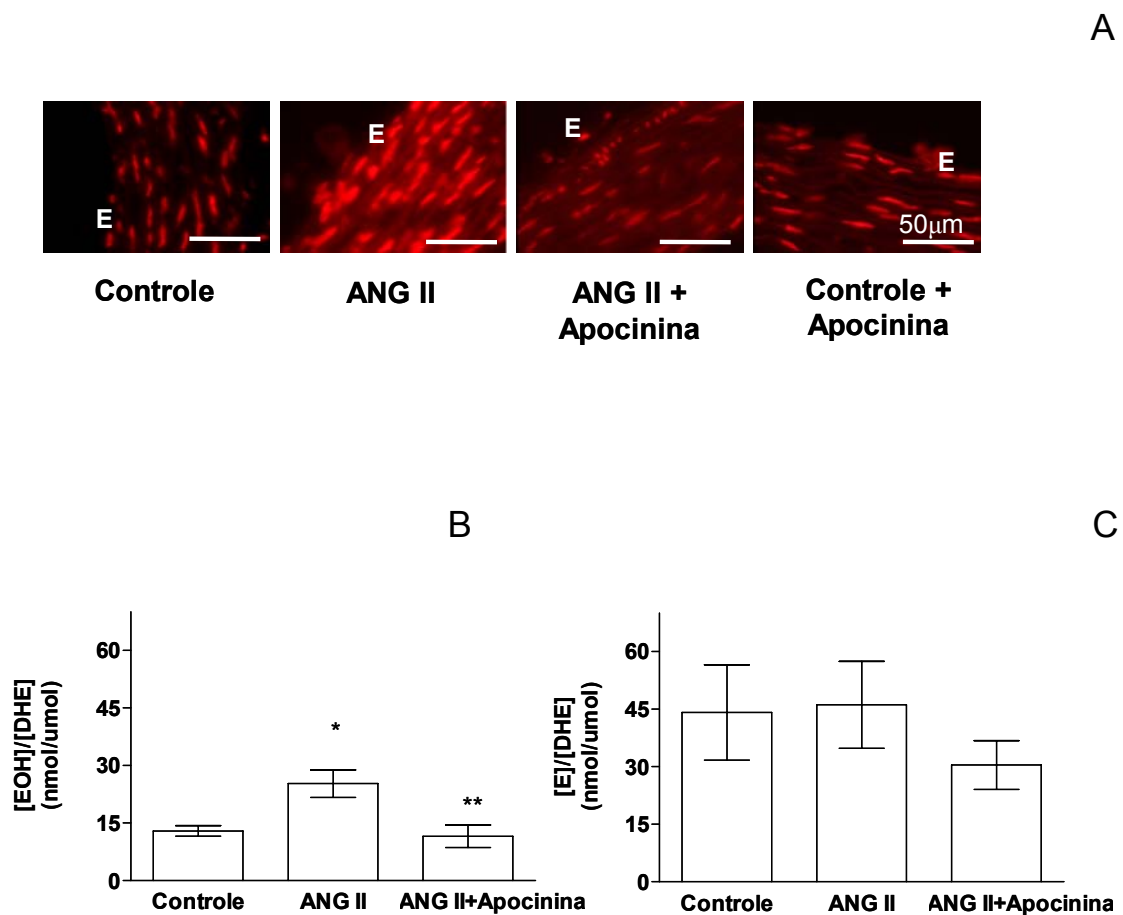 A
E
E
E
E
50μm
Controle
ANG II
ANG II +
Apocinina
Controle +
Apocinina
B
[EOH]/[DHE]
(nmol/umol)
60
45
30
15
0
*
**
Controle
ANG II
ANG II+Apocinina
C
[E]/[DHE]
(nmol/umol)
60
45
30
15
0
Controle
ANG II
ANG II+Apocinina